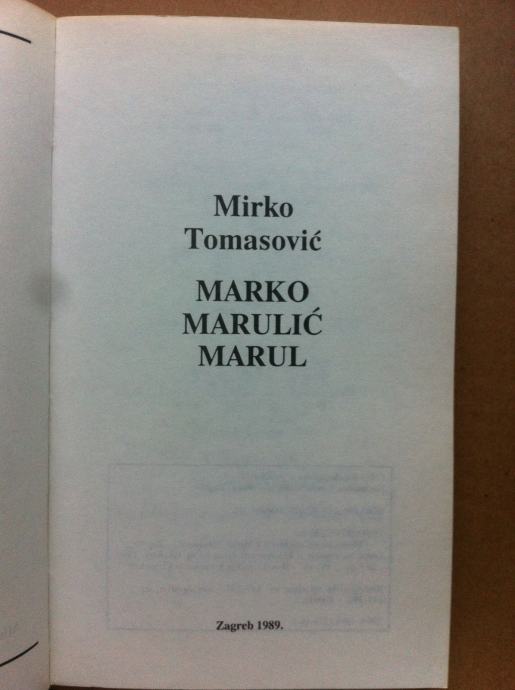 Mirko
Tomasović
MARKO
MARULIĆ
MARUL
Zagreb 1989.